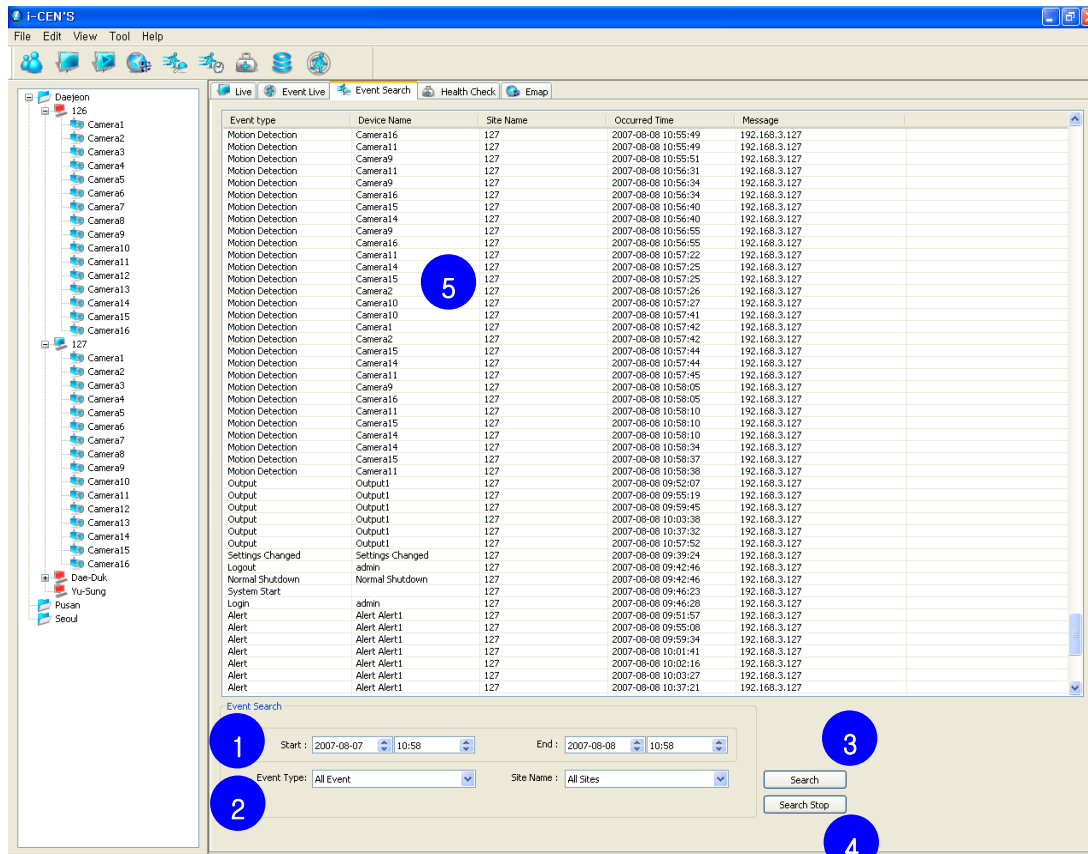 i-CEN'S
File Edit View Tool Help
Daejeon
126
Camera1
Camera2
Camera3
Camera4
Camera5
Camera6
Camera7
Camera8
Camera9
Camera10
Camera11
Camera12
Camera13
Camera14
Camera15
Camera16
127
Camera1
Camera2
Camera3
Camera4
Camera5
Camera6
Camera7
Camera8
Camera9
Camera10
Camera11
Camera12
Camera13
Camera14
Camera15
Camera16
Dae-Duk
Yu-Sung
Pusan
Seoul
Live Event Live Event Search Health Check Emap
Event type Device Name Site Name Occurred Time Message
Motion Detection Camera16 127 2007-08-08 10:55:49 192.168.3.127
Motion Detection Camera11 127 2007-08-08 10:55:49 192.168.3.127
Motion Detection Camera9 127 2007-08-08 10:55:51 192.168.3.127
Motion Detection Camera11 127 2007-08-08 10:56:31 192.168.3.127
Motion Detection Camera9 127 2007-08-08 10:56:34 192.168.3.127
Motion Detection Camera16 127 2007-08-08 10:56:34 192.168.3.127
Motion Detection Camera15 127 2007-08-08 10:56:40 192.168.3.127
Motion Detection Camera14 127 2007-08-08 10:56:40 192.168.3.127
Motion Detection Camera9 127 2007-08-08 10:56:55 192.168.3.127
Motion Detection Camera16 127 2007-08-08 10:56:55 192.168.3.127
Motion Detection Camera11 127 2007-08-08 10:57:22 192.168.3.127
Motion Detection Camera14 127 2007-08-08 10:57:25 192.168.3.127
Motion Detection Camera15 127 2007-08-08 10:57:25 192.168.3.127
Motion Detection Camera2 127 2007-08-08 10:57:26 192.168.3.127
Motion Detection Camera10 127 2007-08-08 10:57:27 192.168.3.127
Motion Detection Camera10 127 2007-08-08 10:57:41 192.168.3.127
Motion Detection Camera1 127 2007-08-08 10:57:42 192.168.3.127
Motion Detection Camera2 127 2007-08-08 10:57:42 192.168.3.127
Motion Detection Camera15 127 2007-08-08 10:57:44 192.168.3.127
Motion Detection Camera14 127 2007-08-08 10:57:44 192.168.3.127
Motion Detection Camera11 127 2007-08-08 10:57:45 192.168.3.127
Motion Detection Camera9 127 2007-08-08 10:58:05 192.168.3.127
Motion Detection Camera16 127 2007-08-08 10:58:05 192.168.3.127
Motion Detection Camera11 127 2007-08-08 10:58:10 192.168.3.127
Motion Detection Camera15 127 2007-08-08 10:58:10 192.168.3.127
Motion Detection Camera14 127 2007-08-08 10:58:10 192.168.3.127
Motion Detection Camera14 127 2007-08-08 10:58:34 192.168.3.127
Motion Detection Camera15 127 2007-08-08 10:58:37 192.168.3.127
Motion Detection Camera11 127 2007-08-08 10:58:38 192.168.3.127
Output Output1 127 2007-08-08 09:52:07 192.168.3.127
Output Output1 127 2007-08-08 09:55:19 192.168.3.127
Output Output1 127 2007-08-08 09:59:45 192.168.3.127
Output Output1 127 2007-08-08 10:03:38 192.168.3.127
Output Output1 127 2007-08-08 10:37:32 192.168.3.127
Output Output1 127 2007-08-08 10:57:52 192.168.3.127
Settings Changed Settings Changed 127 2007-08-08 09:39:24 192.168.3.127
Logout admin 127 2007-08-08 09:42:46 192.168.3.127
Normal Shutdown Normal Shutdown 127 2007-08-08 09:42:46 192.168.3.127
System Start 127 2007-08-08 09:46:23 192.168.3.127
Login admin 127 2007-08-08 09:46:28 192.168.3.127
Alert Alert Alert1 127 2007-08-08 09:51:57 192.168.3.127
Alert Alert Alert1 127 2007-08-08 09:55:08 192.168.3.127
Alert Alert Alert1 127 2007-08-08 09:59:34 192.168.3.127
Alert Alert Alert1 127 2007-08-08 10:01:41 192.168.3.127
Alert Alert Alert1 127 2007-08-08 10:02:16 192.168.3.127
Alert Alert Alert1 127 2007-08-08 10:03:27 192.168.3.127
Alert Alert Alert1 127 2007-08-08 10:37:21 192.168.3.127
5
Event Search
1
Start : 2007-08-07 10:58 End : 2007-08-08 10:58
3
Event Type: All Event Site Name : All Sites
Search
2
Search Stop
4